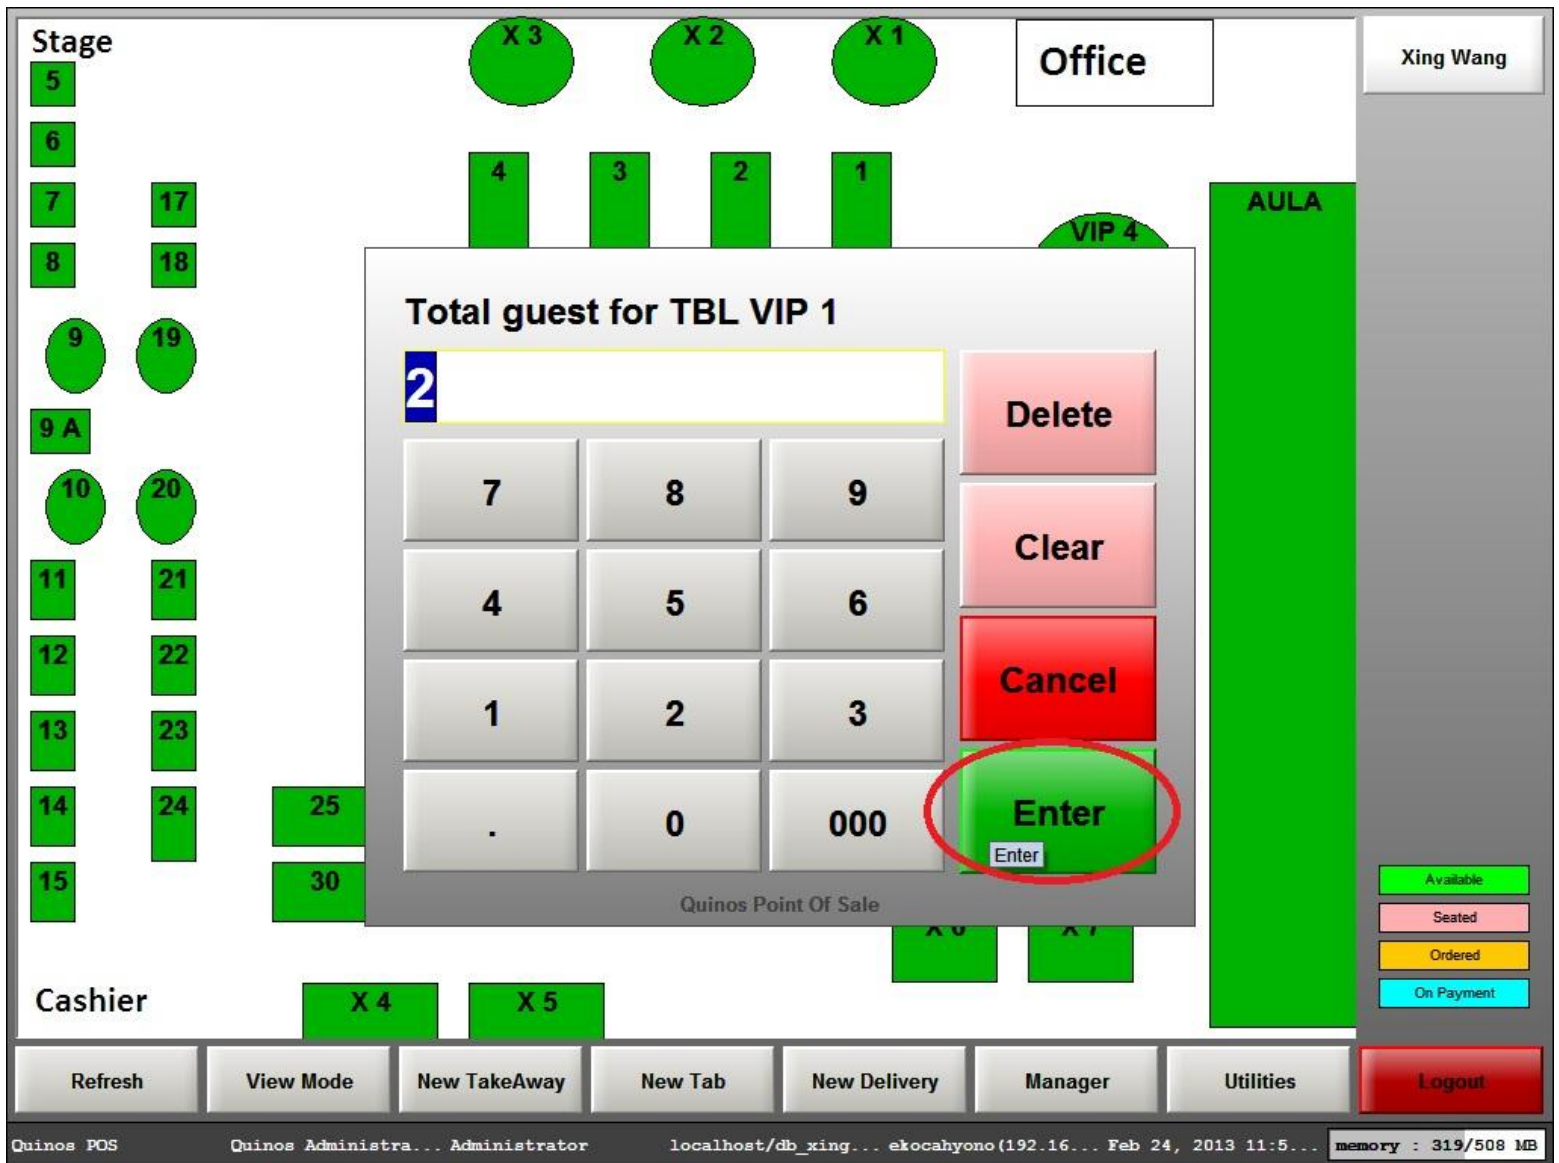 Stage
X 3
X 2
X 1
Office
Xing Wang
5
6
4
3
2
1
7
17
AULA
VIP 4
8
18
Total guest for TBL VIP 1
9
19
2
Delete
9 A
7
8
9
10
20
Clear
11
21
4
5
6
12
22
Cancel
13
23
1
2
3
14
24
25
.
0
000
Enter
Enter
15
30
Quinos Point Of Sale
Available
Seated
Ordered
On Payment
Cashier
X 4
X 5
Refresh
View Mode
New TakeAway
New Tab
New Delivery
Manager
Utilities
Logout
Quinos POS
Quinos Administra... Administrator
localhost/db_xing... ekocahyono(192.16... Feb 24, 2013 11:5...
memory : 319/508 MB